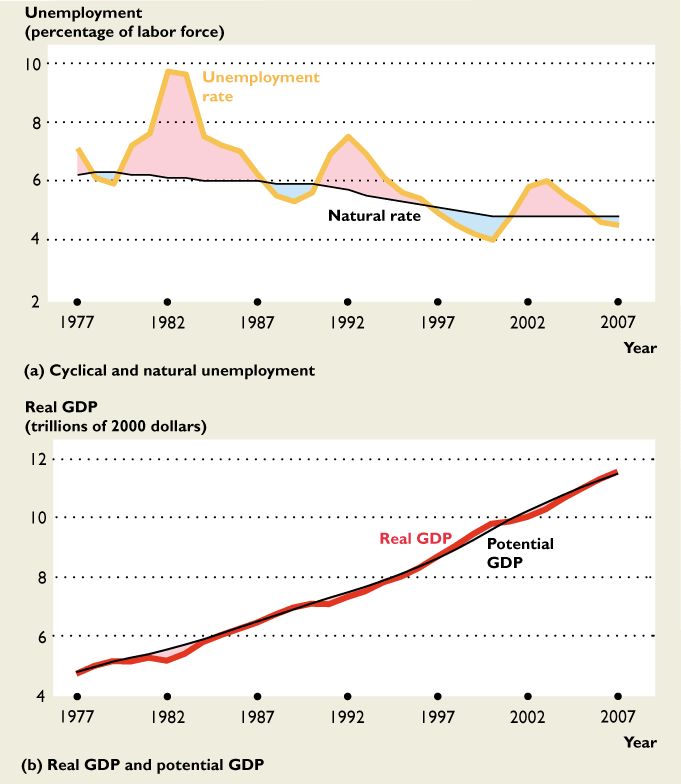 Unemployment
(percentage of labor force)
10
Unemployment
rate
8
6
Natural rate
4
2
1977 1982 1987 1992 1997 2002 2007
Year
(a) Cyclical and natural unemployment
Real GDP
(trillions of 2000 dollars)
12
10
Real GDP
Potential
GDP
8
6
4
1977 1982 1987 1992 1997 2002 2007
Year
(b) Real GDP and potential GDP